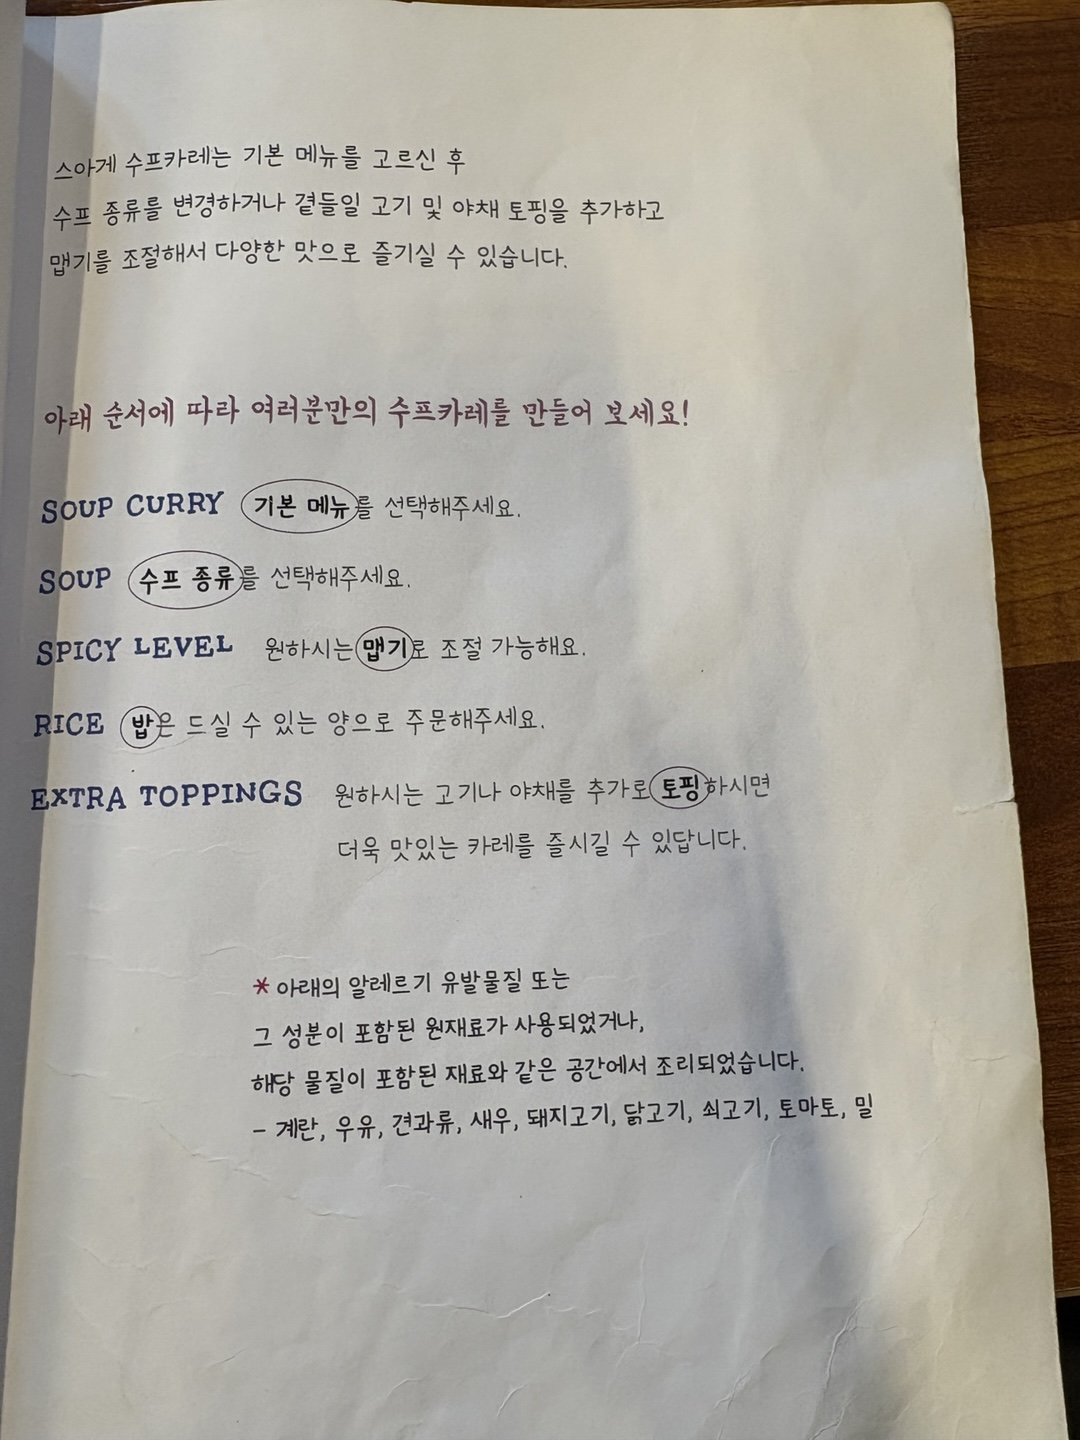 스아게 수프카레는 기본 메뉴를 고르신 후
수프 종류를 변경하거나 곁들일 고기 및 야채 토핑을 추가하고
맵기를 조절해서 다양한 맛으로 즐기실 수 있습니다.
아래 순서에 따라 여러분만의 수프카레를 만들어 보세요!
SOUP CURRY 기본 메뉴를 선택해주세요.
SOUP 수프 종류를 선택해주세요.
SPICY LEVEL 원하시는 맵기로 조절 가능해요.
RICE 밥은 드실 수 있는 양으로 주문해주세요.
EXTRA TOPPINGS 원하시는 고기나 야채를 추가로 토핑하시면
더욱 맛있는 카레를 즐시길 수 있답니다.
* 아래의 알레르기 유발물질 또는
그 성분이 포함된 원재료가 사용되었거나,
해당 물질이 포함된 재료와 같은 공간에서 조리되었습니다.
- 계란, 우유, 견과류, 새우, 돼지고기, 닭고기, 쇠고기, 토마토, 밀